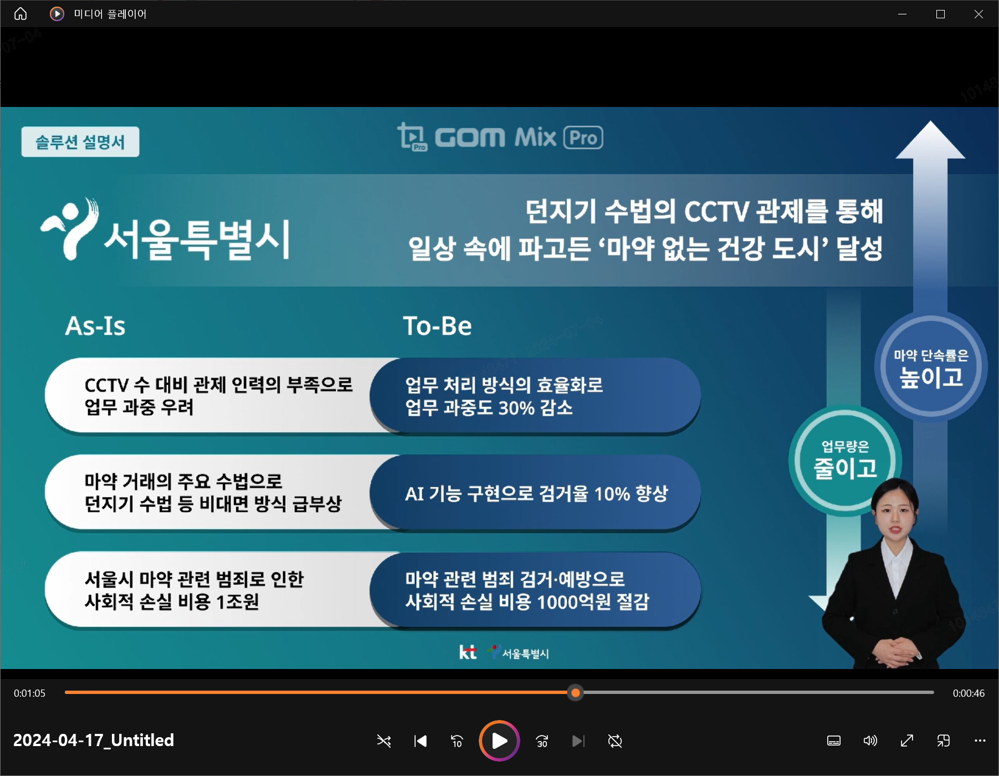 미디어 플레이어
솔루션 설명서
Pro GOM Mix Pro
서울특별시
던지기 수법의 CCTV 관제를 통해
일상 속에 파고든 ‘마약 없는 건강 도시’ 달성
As-Is
To-Be
CCTV 수 대비 관제 인력의 부족으로
업무 과중 우려
업무 처리 방식의 효율화로
업무 과중도 30% 감소
마약 거래의 주요 수법으로
던지기 수법 등 비대면 방식 급부상
AI 기능 구현으로 검거율 10% 향상
서울시 마약 관련 범죄로 인한
사회적 손실 비용 1조원
마약 관련 범죄 검거·예방으로
사회적 손실 비용 1000억원 절감
마약 단속률은
높이고
업무량은
줄이고
kt 서울특별시
2024-07-04
0:01:05
0:00:46
2024-04-17_Untitled
10
30